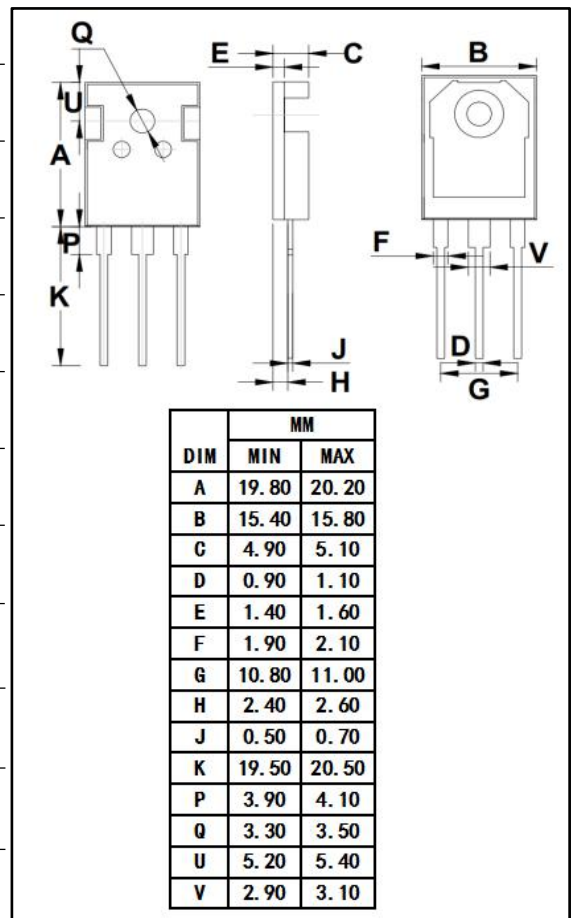 Q
E
C
B
U
A
P
K
F
V
J
H
D
G
MM
DIM MIN MAX
A 19.80 20.20
B 15.40 15.80
C 4.90 5.10
D 0.90 1.10
E 1.40 1.60
F 1.90 2.10
G 10.80 11.00
H 2.40 2.60
J 0.50 0.70
K 19.50 20.50
P 3.90 4.10
Q 3.30 3.50
U 5.20 5.40
V 2.90 3.10